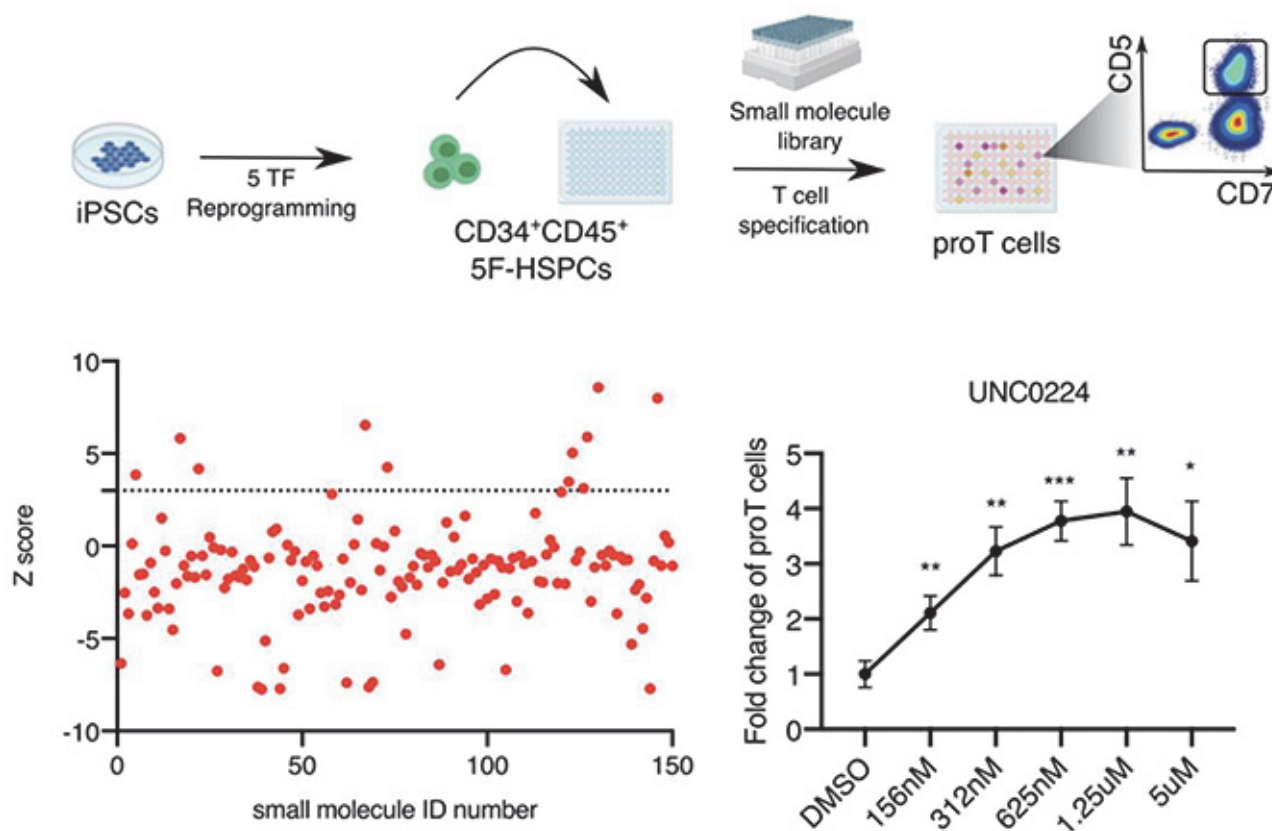 iPSCs
5 TF
Reprogramming
CD34⁺CD45⁺
5F-HSPCs
Small molecule
library
T cell
specification
proT cells
CD5
CD7
Z score
10
5
0
-5
-10
0
50
100
150
small molecule ID number
UNC0224
Fold change of proT cells
5
4
3
2
1
0
**
**
***
**
*
DMSO
156nM
312nM
625nM
1.25uM
5uM